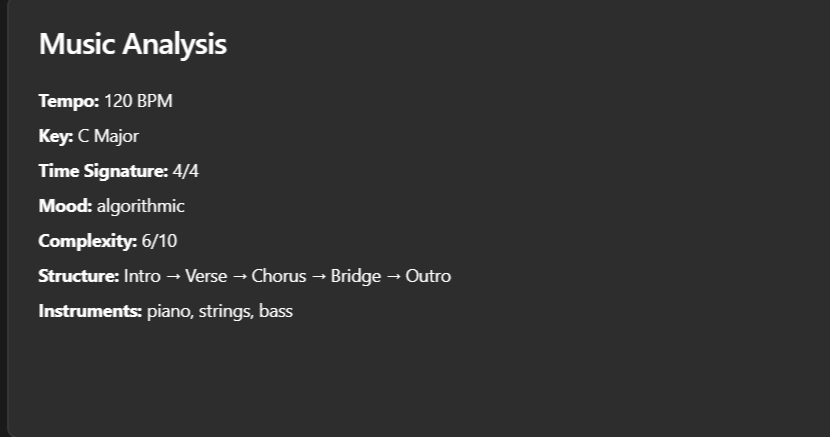 Music Analysis
Tempo: 120 BPM
Key: C Major
Time Signature: 4/4
Mood: algorithmic
Complexity: 6/10
Structure: Intro → Verse → Chorus → Bridge → Outro
Instruments: piano, strings, bass